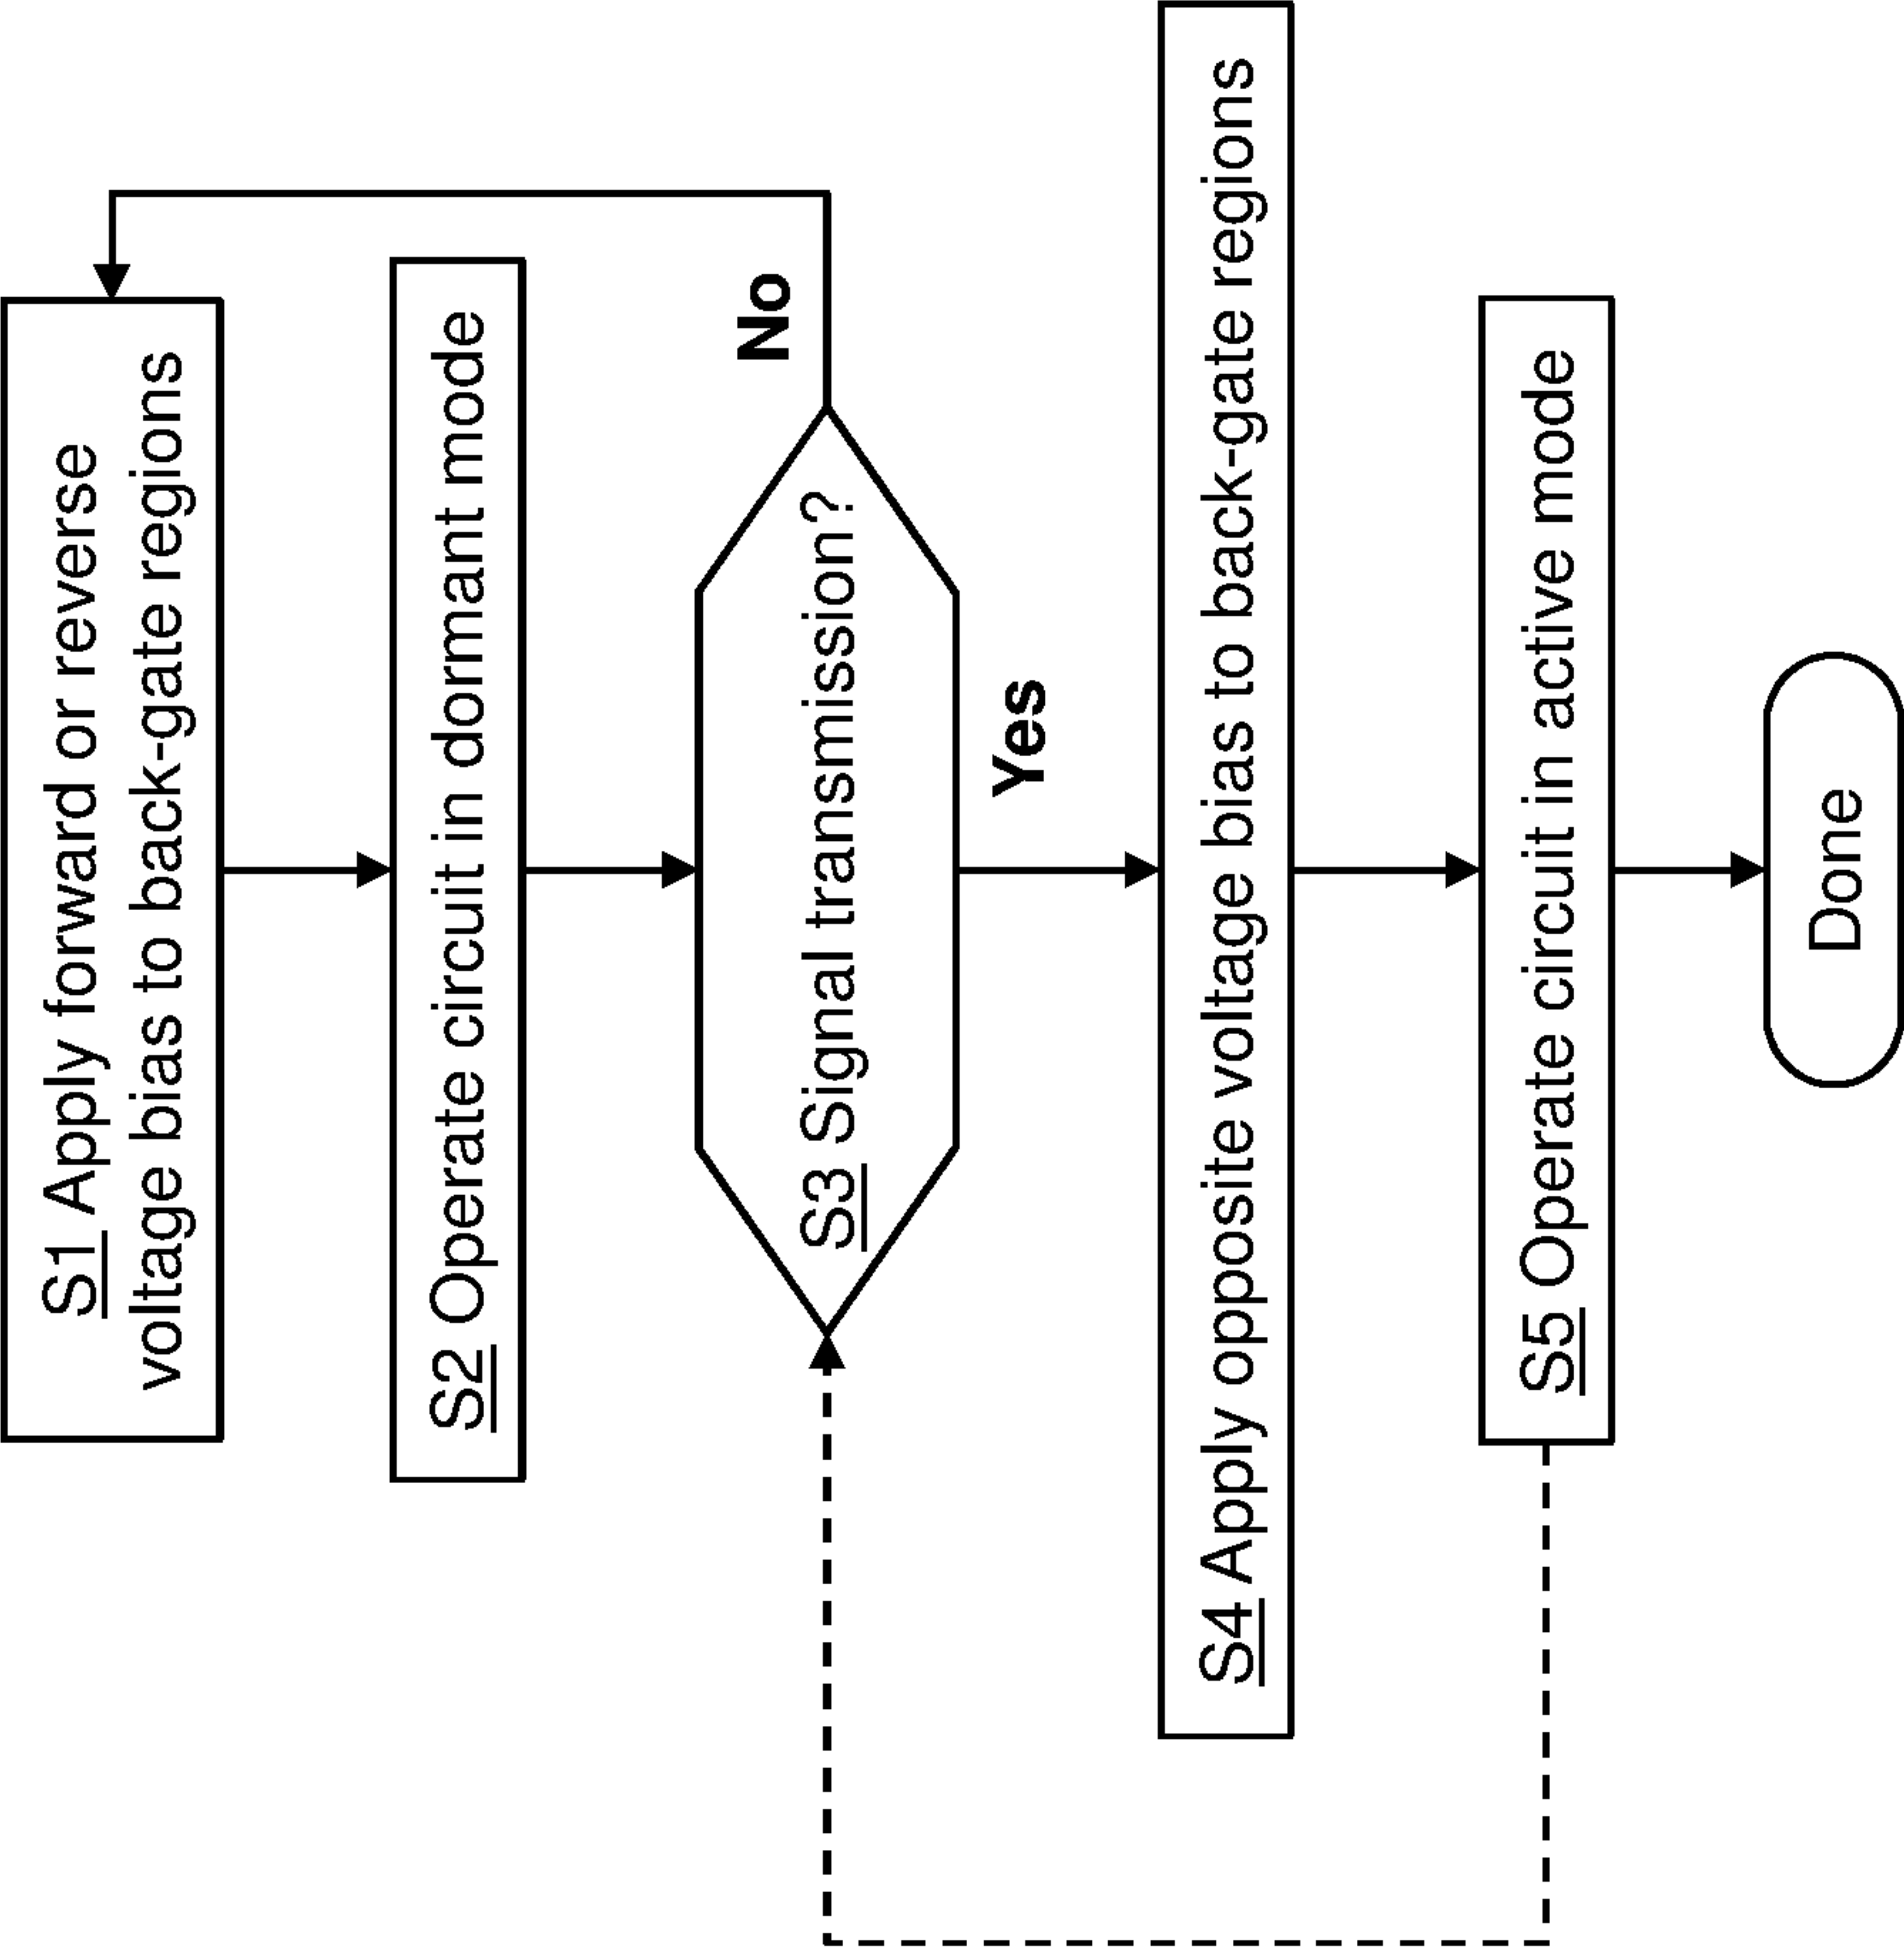 S1 Apply forward or reverse
voltage bias to back-gate regions
S2 Operate circuit in dormant mode
S3 Signal transmission?
No
Yes
S4 Apply opposite voltage bias to back-gate regions
S5 Operate circuit in active mode
Done